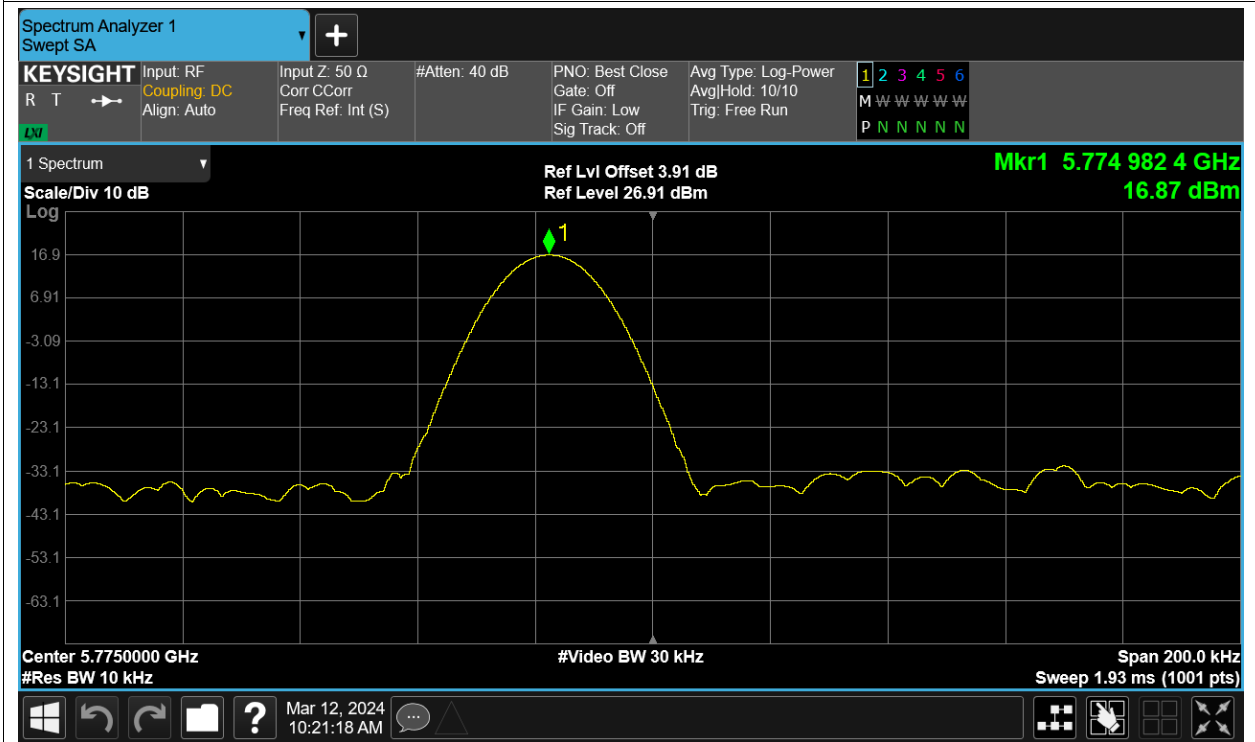 Spectrum Analyzer 1
Swept SA
KEYSIGHT
R T
LXI
Input: RF
Coupling: DC
Align: Auto
Input Z: 50 Ω
Corr CCorr
Freq Ref: Int (S)
#Atten: 40 dB
PNO: Best Close
Gate: Off
IF Gain: Low
Sig Track: Off
Avg Type: Log-Power
Avg|Hold: 10/10
Trig: Free Run
1 2 3 4 5 6
M W W W W W
P N N N N N
1 Spectrum
Scale/Div 10 dB
Log
Ref Lvl Offset 3.91 dB
Ref Level 26.91 dBm
Mkr1 5.774 982 4 GHz
16.87 dBm
1
16.9
6.91
-3.09
-13.1
-23.1
-33.1
-43.1
-53.1
-63.1
Center 5.7750000 GHz
#Res BW 10 kHz
#Video BW 30 kHz
Span 200.0 kHz
Sweep 1.93 ms (1001 pts)
?
Mar 12, 2024
10:21:18 AM